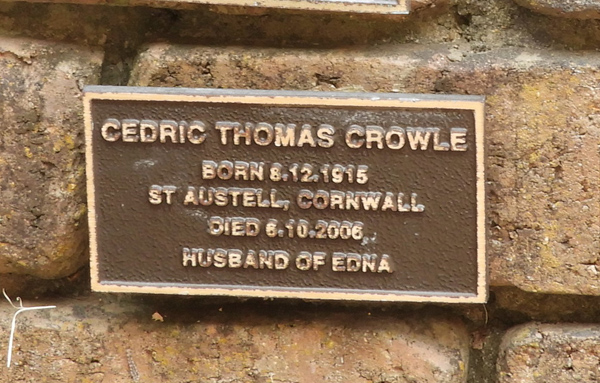 CEDRIC THOMAS CROWLE
BORN 8.12.1915
ST AUSTELL, CORNWALL
DIED 6.10.2006
HUSBAND OF EDNA